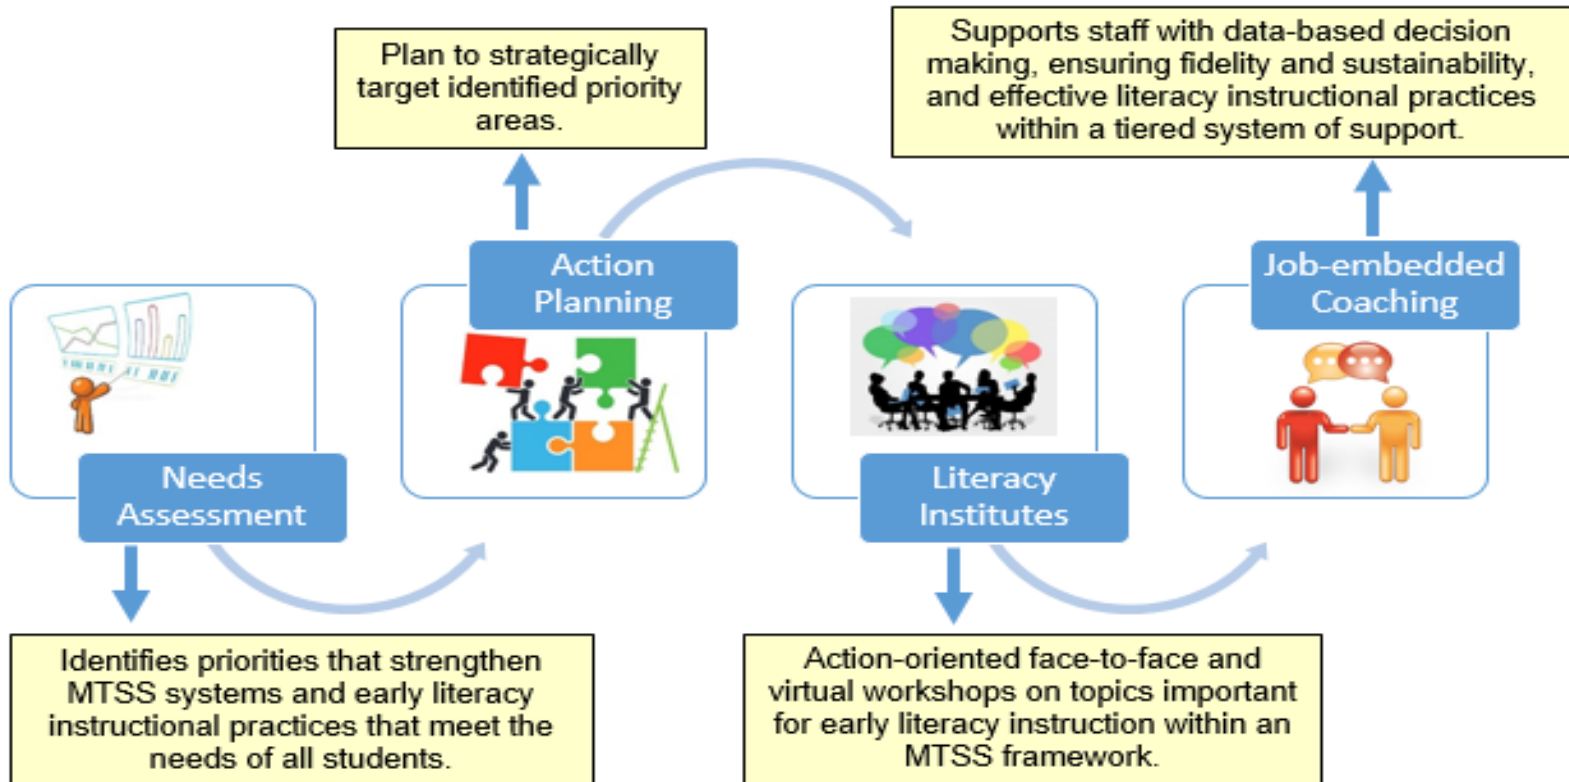 Plan to strategically
target identified priority
areas.
Supports staff with data-based decision
making, ensuring fidelity and sustainability,
and effective literacy instructional practices
within a tiered system of support.
Action
Planning
Job-embedded
Coaching
Needs
Assessment
Literacy
Institutes
Identifies priorities that strengthen
MTSS systems and early literacy
instructional practices that meet the
needs of all students.
Action-oriented face-to-face and
virtual workshops on topics important
for early literacy instruction within an
MTSS framework.